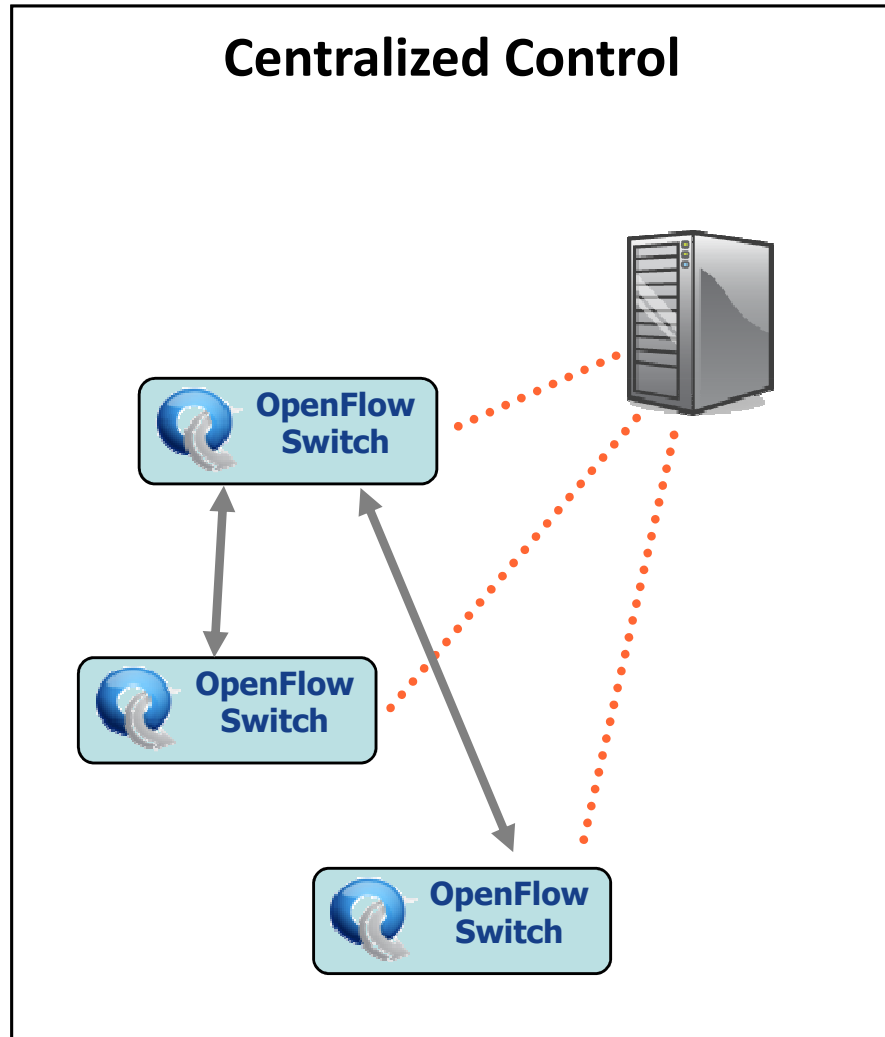 Centralized Control
OpenFlow
Switch
OpenFlow
Switch
OpenFlow
Switch